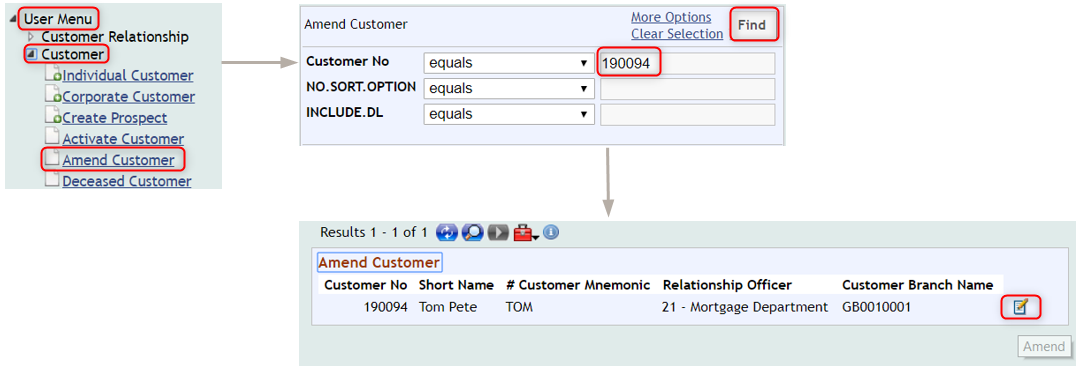 User Menu
Customer Relationship
Customer
Individual Customer
Corporate Customer
Create Prospect
Activate Customer
Amend Customer
Deceased Customer
Amend Customer More Options Find
Clear Selection
Customer No equals 190094
NO.SORT.OPTION equals
INCLUDE.DL equals
Results 1 - 1 of 1
Amend Customer
Customer No Short Name # Customer Mnemonic Relationship Officer Customer Branch Name
190094 Tom Pete TOM 21 - Mortgage Department GB0010001
Amend